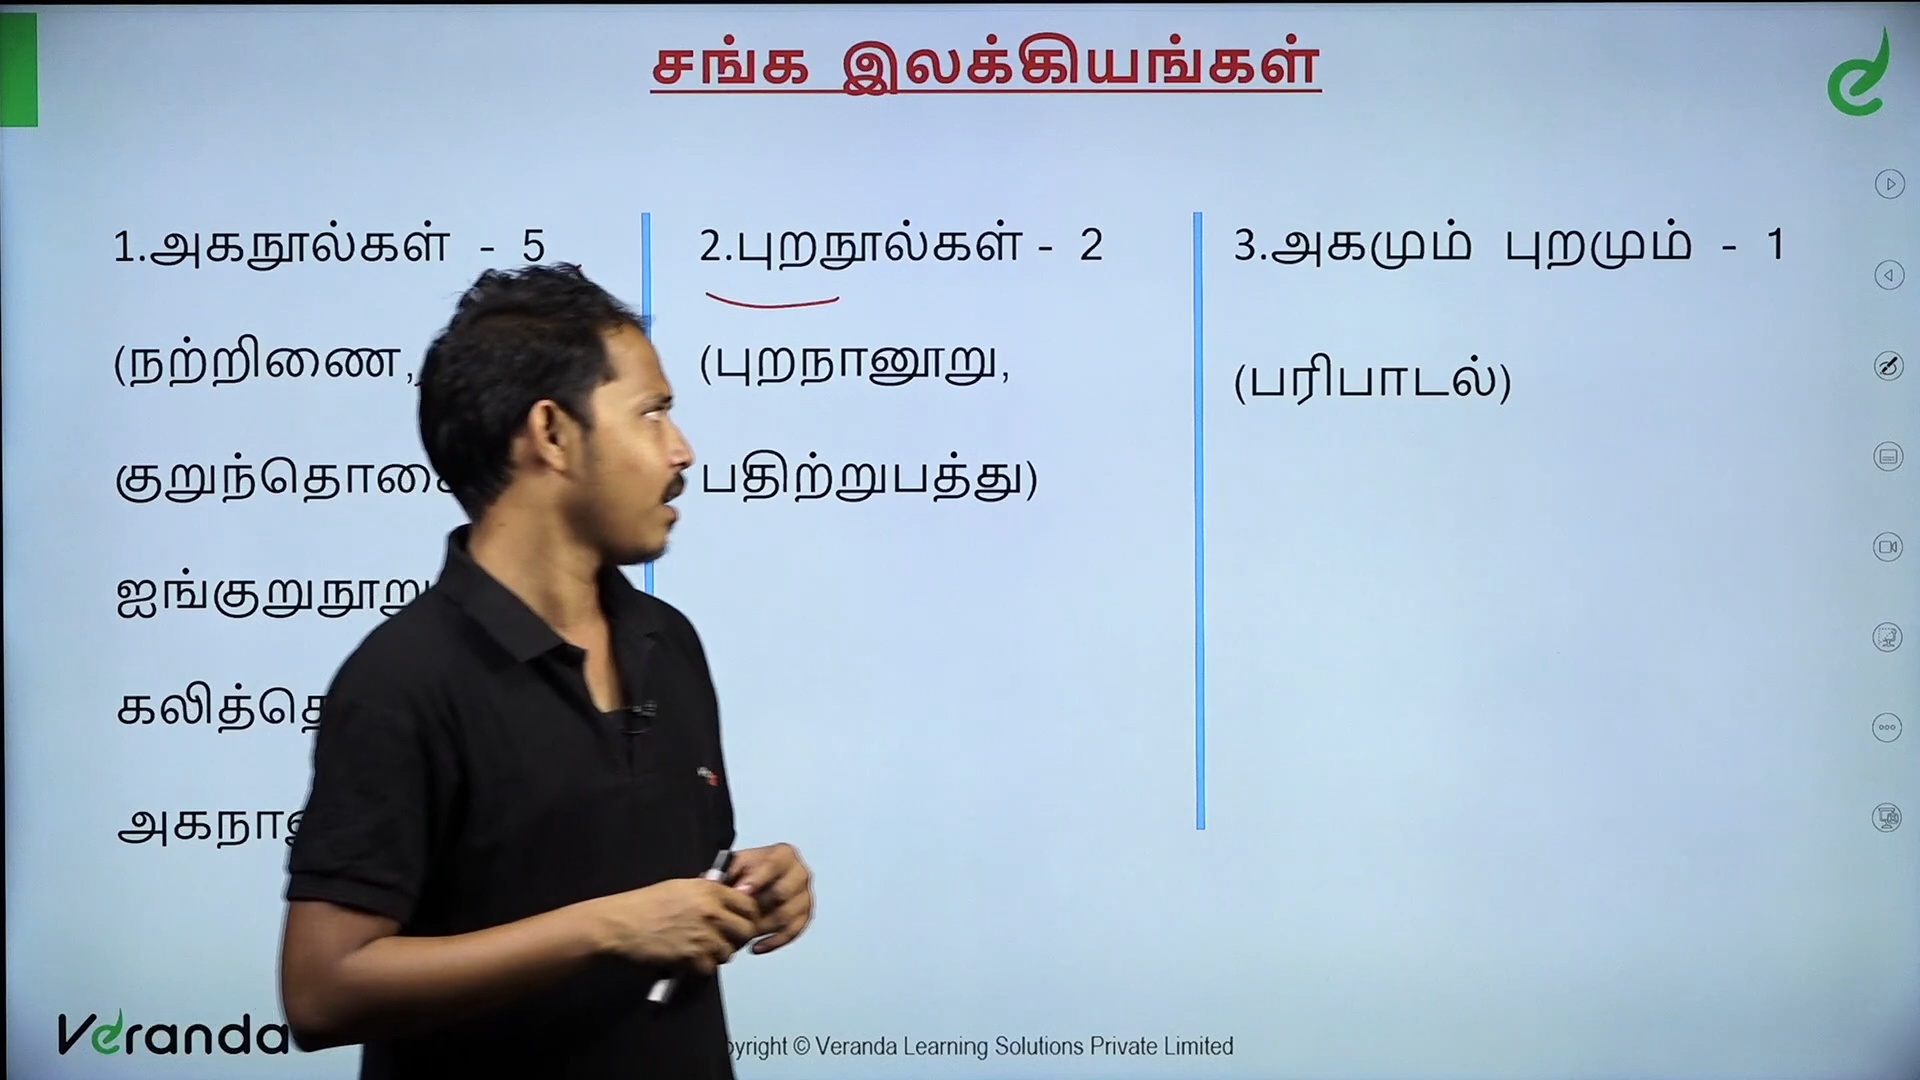 சங்க இலக்கியங்கள்
1.அகநூல்கள் - 5
(நற்றிணை,
ஐங்குறுநூறு
2.புறநூல்கள் - 2
(புறநானூறு,
பதிற்றுபத்து)
3.அகமும் புறமும் - 1
(பரிபாடல்)
Veranda
© Veranda Learning Solutions Private Limited